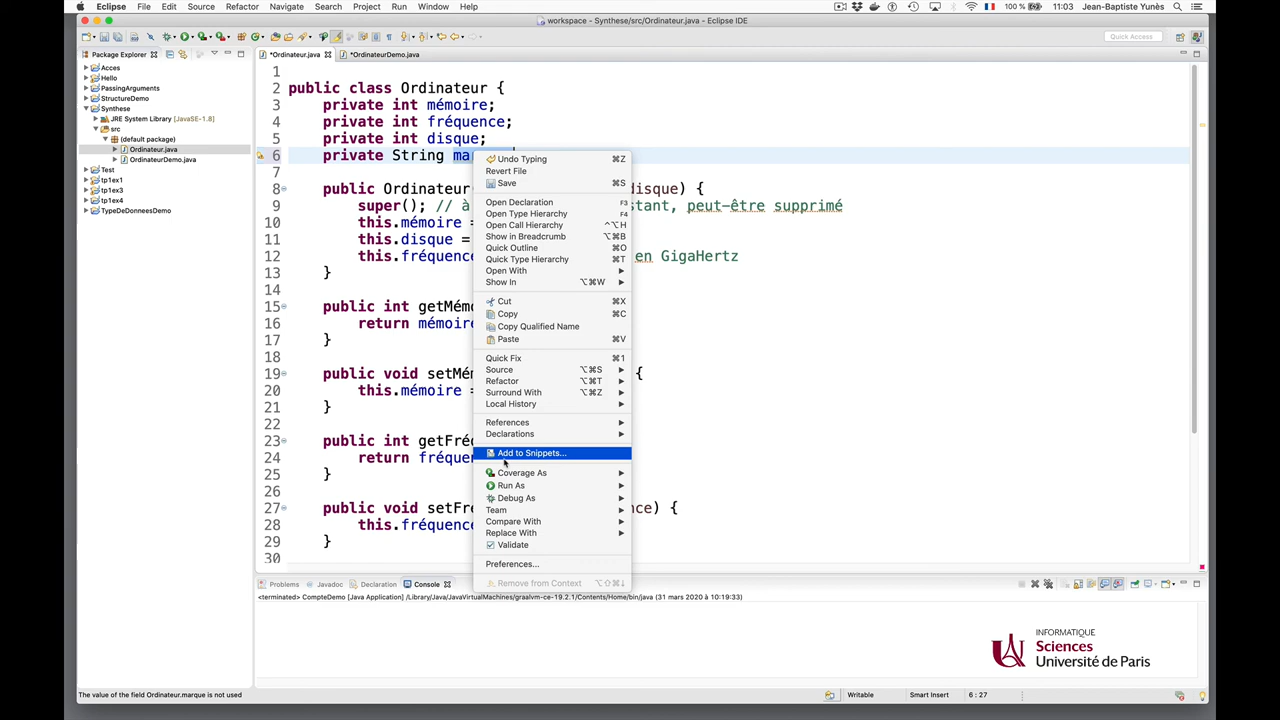 Eclipse File Edit Source Refactor Navigate Search Project Run Window Help 100 % 11:03 Jean-Baptiste Yunès
workspace - Synthese/src/Ordinateur.java - Eclipse IDE
Quick Access
Package Explorer
*Ordinateur.java
*OrdinateurDemo.java
Acces
Hello
PassingArguments
StructureDemo
Synthese
JRE System Library [JavaSE-1.8]
src
(default package)
Ordinateur.java
OrdinateurDemo.java
Test
tp1ex1
tp1ex3
tp1ex4
TypeDeDonneesDemo
1
2 public class Ordinateur {
3 private int mémoire;
4 private int fréquence;
5 private int disque;
6 private String ma
7
8 public Ordinateur( disque) {
9 super(); // à stant, peut-être supprimé
10 this.mémoire =
11 this.disque =
12 this.fréquence en GigaHertz
13 }
14
15 public int getMém
16 return mémoire
17 }
18
19 public void setMé {
20 this.mémoire =
21 }
22
23 public int getFré
24 return fréquen
25 }
26
27 public void setFr ce) {
28 this.fréquence
29 }
30
Undo Typing ⌘Z
Revert File
Save ⌘S
Open Declaration F3
Open Type Hierarchy F4
Open Call Hierarchy ^⌥H
Show in Breadcrumb ⌥⌘B
Quick Outline ⌘O
Quick Type Hierarchy ⌘T
Open With
Show In ⌥⌘W
Cut ⌘X
Copy ⌘C
Copy Qualified Name
Paste ⌘V
Quick Fix ⌘1
Source ⌥⌘S
Refactor ⌥⌘T
Surround With ⌥⌘Z
Local History
References
Declarations
Add to Snippets...
Coverage As
Run As
Debug As
Team
Compare With
Replace With
Validate
Preferences...
Remove from Context ⌥⇧⌘↓
Problems Javadoc Declaration Console
<terminated> CompteDemo [Java Application] /Library/Java/JavaVirtualMachines/graalvm-ce-19.2.1/Contents/Home/bin/java (31 mars 2020 à 10:19:33)
INFORMATIQUE
Sciences
Université de Paris
The value of the field Ordinateur.marque is not used Writable Smart Insert 6 : 27